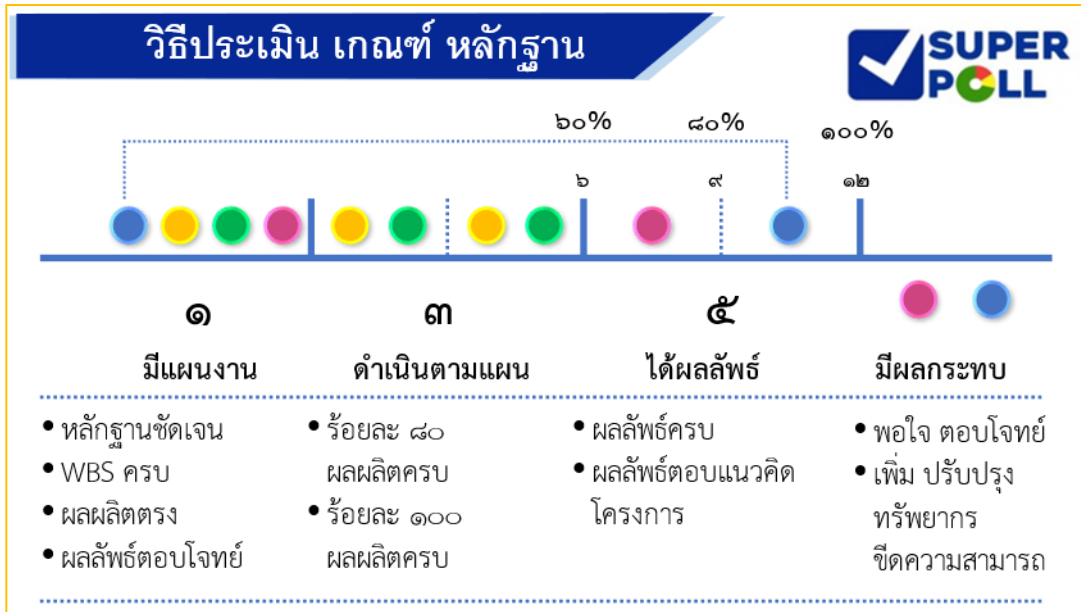 วิธีประเมิน เกณฑ์ หลักฐาน
SUPER
POLL
๖๐% ๘๐% ๑๐๐%
๖ ๙ ๑๒
๑ ๓ ๕
มีแผนงาน ดำเนินตามแผน ได้ผลลัพธ์ มีผลกระทบ
• หลักฐานชัดเจน
• WBS ครบ
• ผลผลิตตรง
• ผลลัพธ์ตอบโจทย์
• ร้อยละ ๘๐
ผลผลิตครบ
• ร้อยละ ๑๐๐
ผลผลิตครบ
• ผลลัพธ์ครบ
• ผลลัพธ์ตอบแนวคิด
โครงการ
• พอใจ ตอบโจทย์
• เพิ่ม ปรับปรุง
ทรัพยากร
ขีดความสามารถ